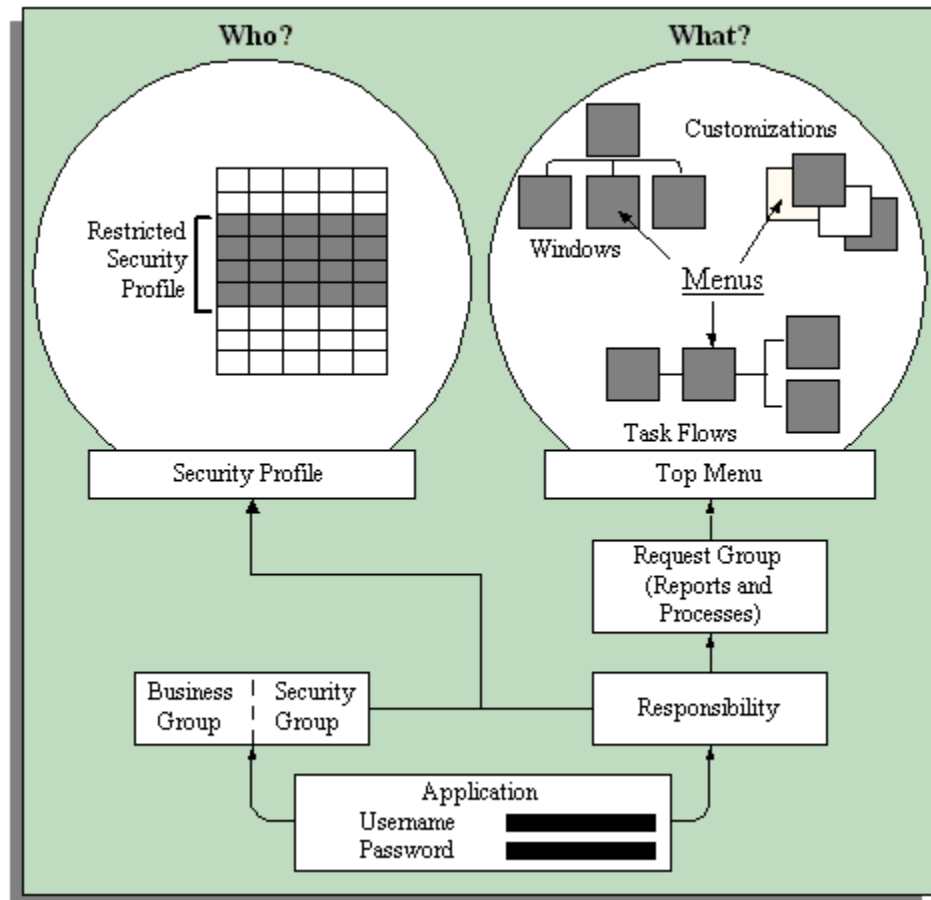 Who?
What?
Customizations
Restricted
Security
Profile
Windows
Menus
Task Flows
Security Profile
Top Menu
Request Group
(Reports and
Processes)
Business
Group
Security
Group
Responsibility
Application
Username
Password